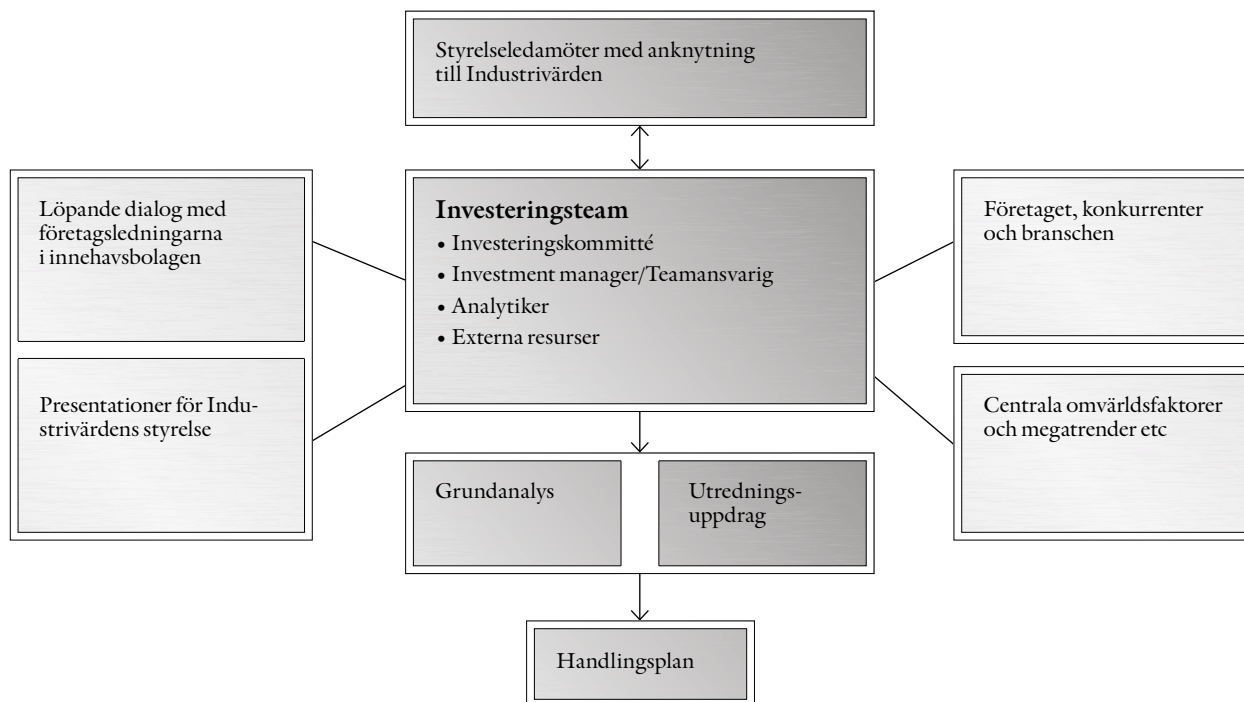 Styrelseledamöter med anknytning
till Industrivärden
Löpande dialog med
företagsledningarna
i innehavsbolagen
Presentationer för Indu-
strivärdens styrelse
Investeringsteam
• Investeringskommitté
• Investment manager/Teamansvarig
• Analytiker
• Externa resurser
Företaget, konkurrenter
och branschen
Centrala omvärldsfaktorer
och megatrender etc
Grundanalys
Utrednings-
uppdrag
Handlingsplan